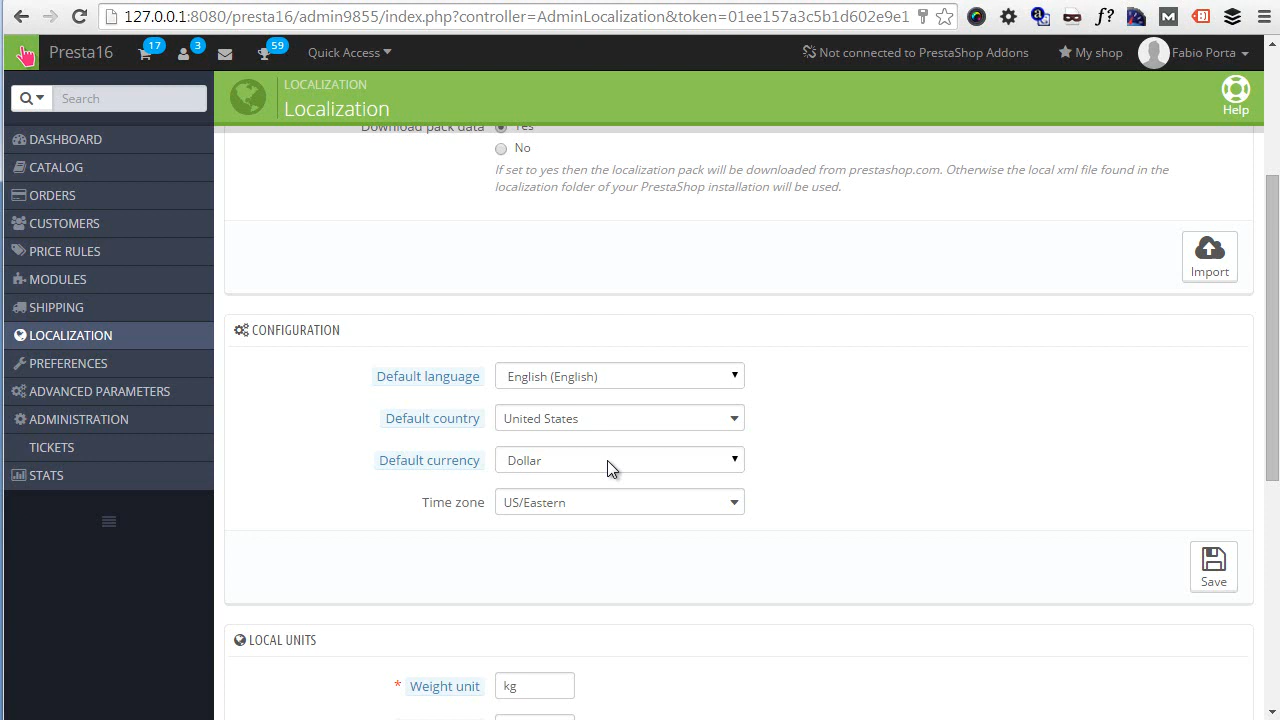 127.0.0.1:8080/presta16/admin9855/index.php?controller=AdminLocalization&token=01ee157a3c5b1d602e9e1
Presta16 17 3 59 Quick Access Not connected to PrestaShop Addons My shop Fabio Porta
Search
LOCALIZATION
Localization
Help
DASHBOARD
CATALOG
ORDERS
CUSTOMERS
PRICE RULES
MODULES
SHIPPING
LOCALIZATION
PREFERENCES
ADVANCED PARAMETERS
ADMINISTRATION
TICKETS
STATS
Download pack data Yes
No
If set to yes then the localization pack will be downloaded from prestashop.com. Otherwise the local xml file found in the
localization folder of your PrestaShop installation will be used.
Import
CONFIGURATION
Default language English (English)
Default country United States
Default currency Dollar
Time zone US/Eastern
Save
LOCAL UNITS
* Weight unit kg